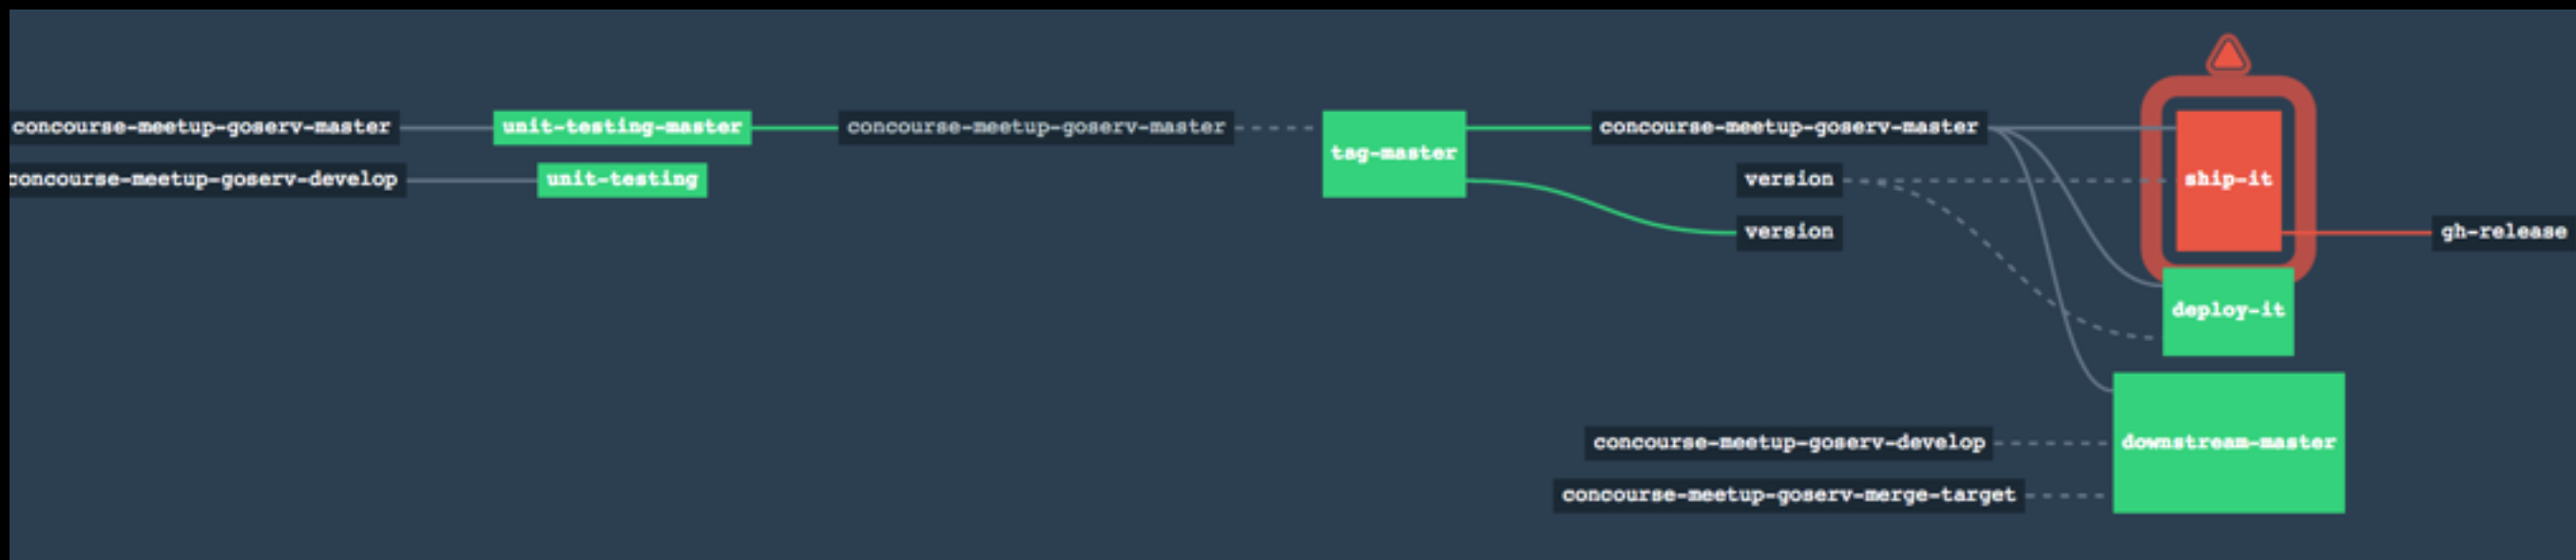 concourse-meetup-goserv-master
unit-testing-master
concourse-meetup-goserv-master
tag-master
concourse-meetup-goserv-master
concourse-meetup-goserv-develop
unit-testing
version
ship-it
version
gh-release
deploy-it
concourse-meetup-goserv-develop
downstream-master
concourse-meetup-goserv-merge-target